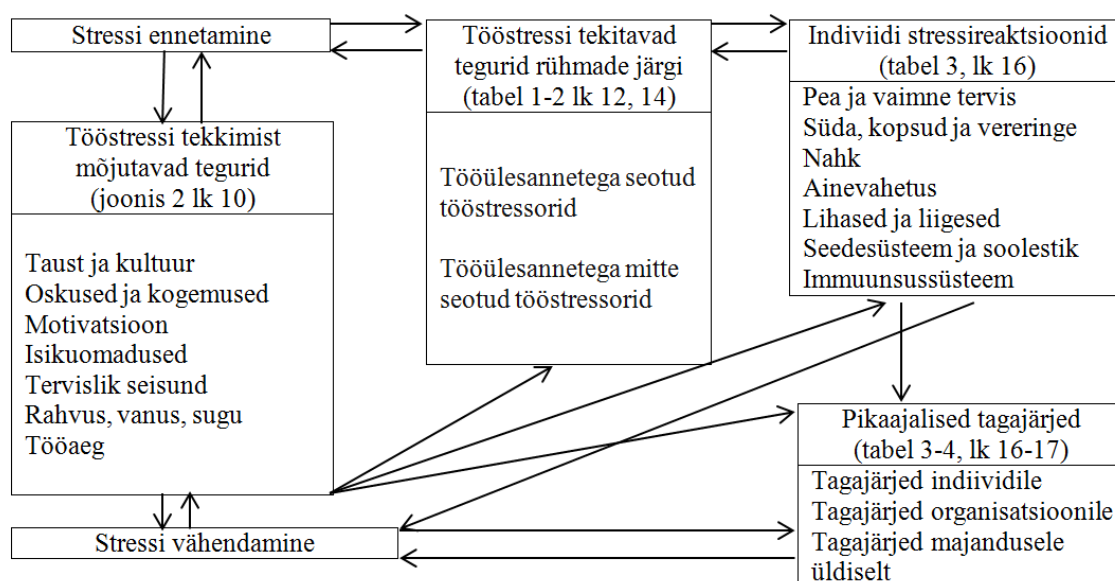 Stressi ennetamine
Tööstressi tekkimist
mõjutavad tegurid
(joonis 2 lk 10)
Taust ja kultuur
Oskused ja kogemused
Motivatsioon
Isikuomadused
Tervislik seisund
Rahvus, vanus, sugu
Tööaeg
Stressi vähendamine
Tööstressi tekitavad
tegurid rühmade järgi
(tabel 1-2 lk 12, 14)
Tööülesannetega seotud
tööstressorid
Tööülesannetega mitte
seotud tööstressorid
Indiviidi stressireaktsioonid
(tabel 3, lk 16)
Pea ja vaimne tervis
Süda, kopsud ja vereringe
Nahk
Ainevahetus
Lihased ja liigesed
Seedesüsteem ja soolestik
Immuunsussüsteem
Pikaajalised tagajärjed
(tabel 3-4, lk 16-17)
Tagajärjed indiividile
Tagajärjed organisatsioonile
Tagajärjed majandusele
üldiselt